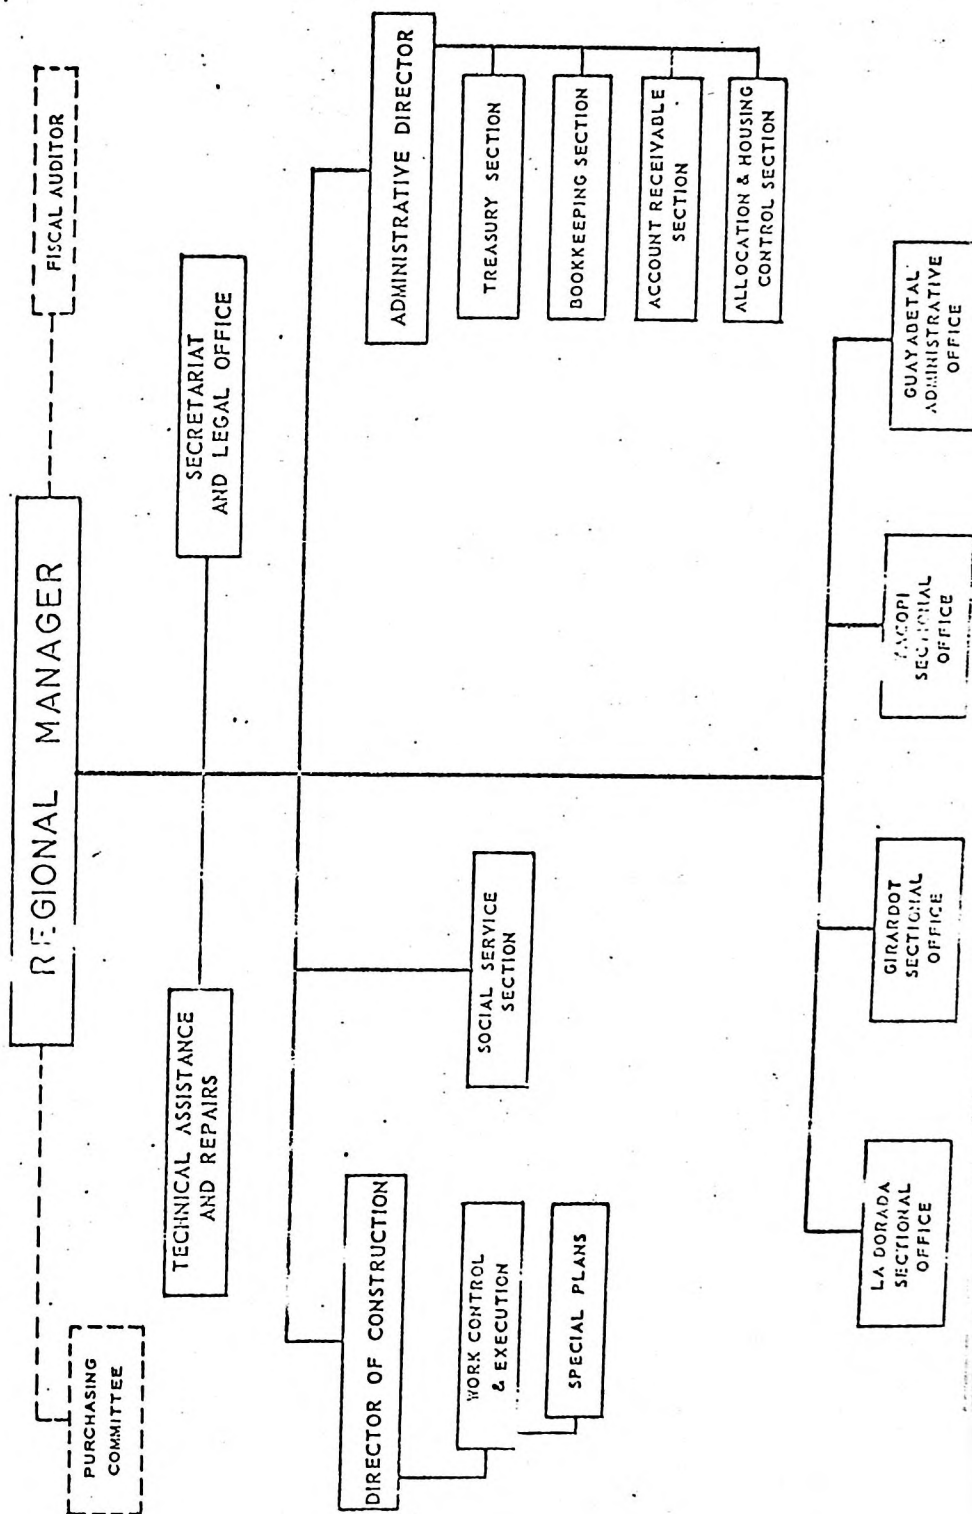 REGIONAL MANAGER
FISCAL AUDITOR
PURCHASING
COMMITTEE
TECHNICAL ASSISTANCE
AND REPAIRS
SECRETARIAT
AND LEGAL OFFICE
DIRECTOR OF CONSTRUCTION
WORK CONTROL
& EXECUTION
SPECIAL PLANS
SOCIAL SERVICE
SECTION
ADMINISTRATIVE DIRECTOR
TREASURY SECTION
BOOKKEEPING SECTION
ACCOUNT RECEIVABLE
SECTION
ALLOCATION & HOUSING
CONTROL SECTION
LA DORADA
SECTIONAL
OFFICE
GIRARDOT
SECTIONAL
OFFICE
YACOPI
SECTIONAL
OFFICE
GUAYABETAL
ADMINISTRATIVE
OFFICE